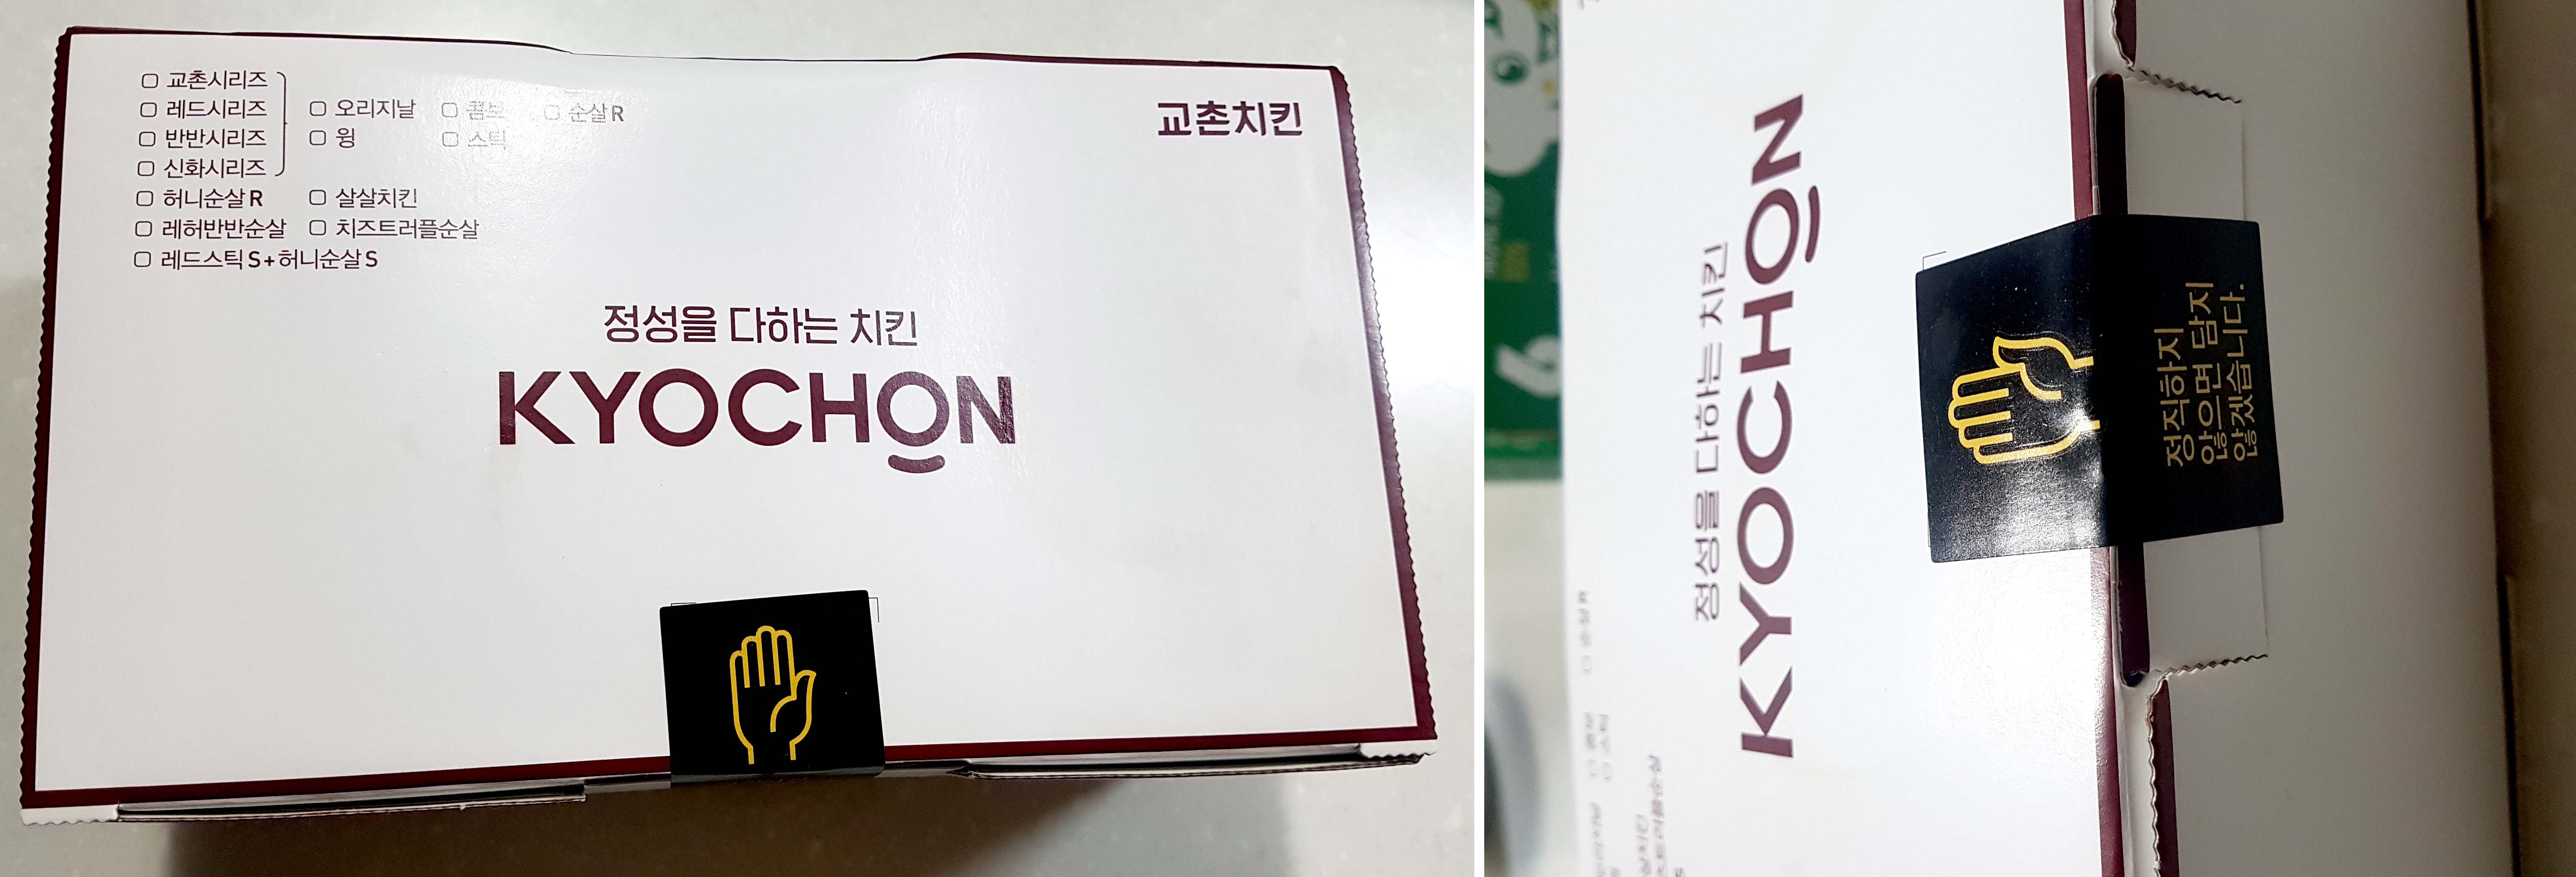 교촌시리즈
레드시리즈
반반시리즈
신화시리즈
오리지날 콤보 순살R
윙 스틱
허니순살R 살살치킨
레허반반순살 치즈트러플순살
레드스틱S+허니순살S
교촌치킨
정성을 다하는 치킨
KYOCHON
정성을 다하는 치킨
KYOCHON
정직하지
않으면 담지
않겠습니다.